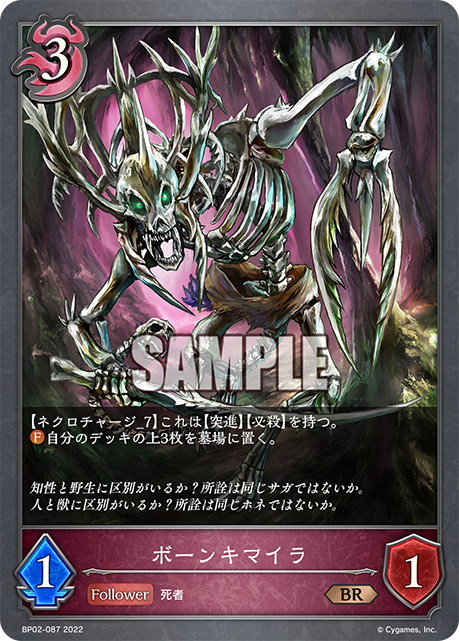 3
SAMPLE
【ネクロチャージ_7】これは【突進】【必殺】を持つ。
F 自分のデッキの上3枚を墓場に置く。
知性と野生に区別がいるか？所詮は同じサガではないか。
人と獣に区別がいるか？所詮は同じホネではないか。
ボーンキマイラ
1
Follower 死者
BR
1
BP02-087 2022
© Cygames, Inc.